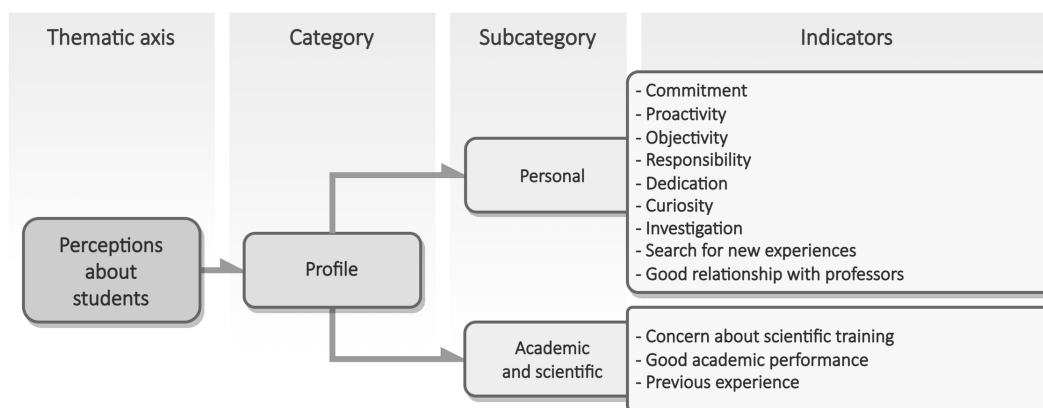 Thematic axis
Category
Subcategory
Indicators
Perceptions
about
students
Profile
Personal
- Commitment
- Proactivity
- Objectivity
- Responsibility
- Dedication
- Curiosity
- Investigation
- Search for new experiences
- Good relationship with professors
Academic
and scientific
- Concern about scientific training
- Good academic performance
- Previous experience